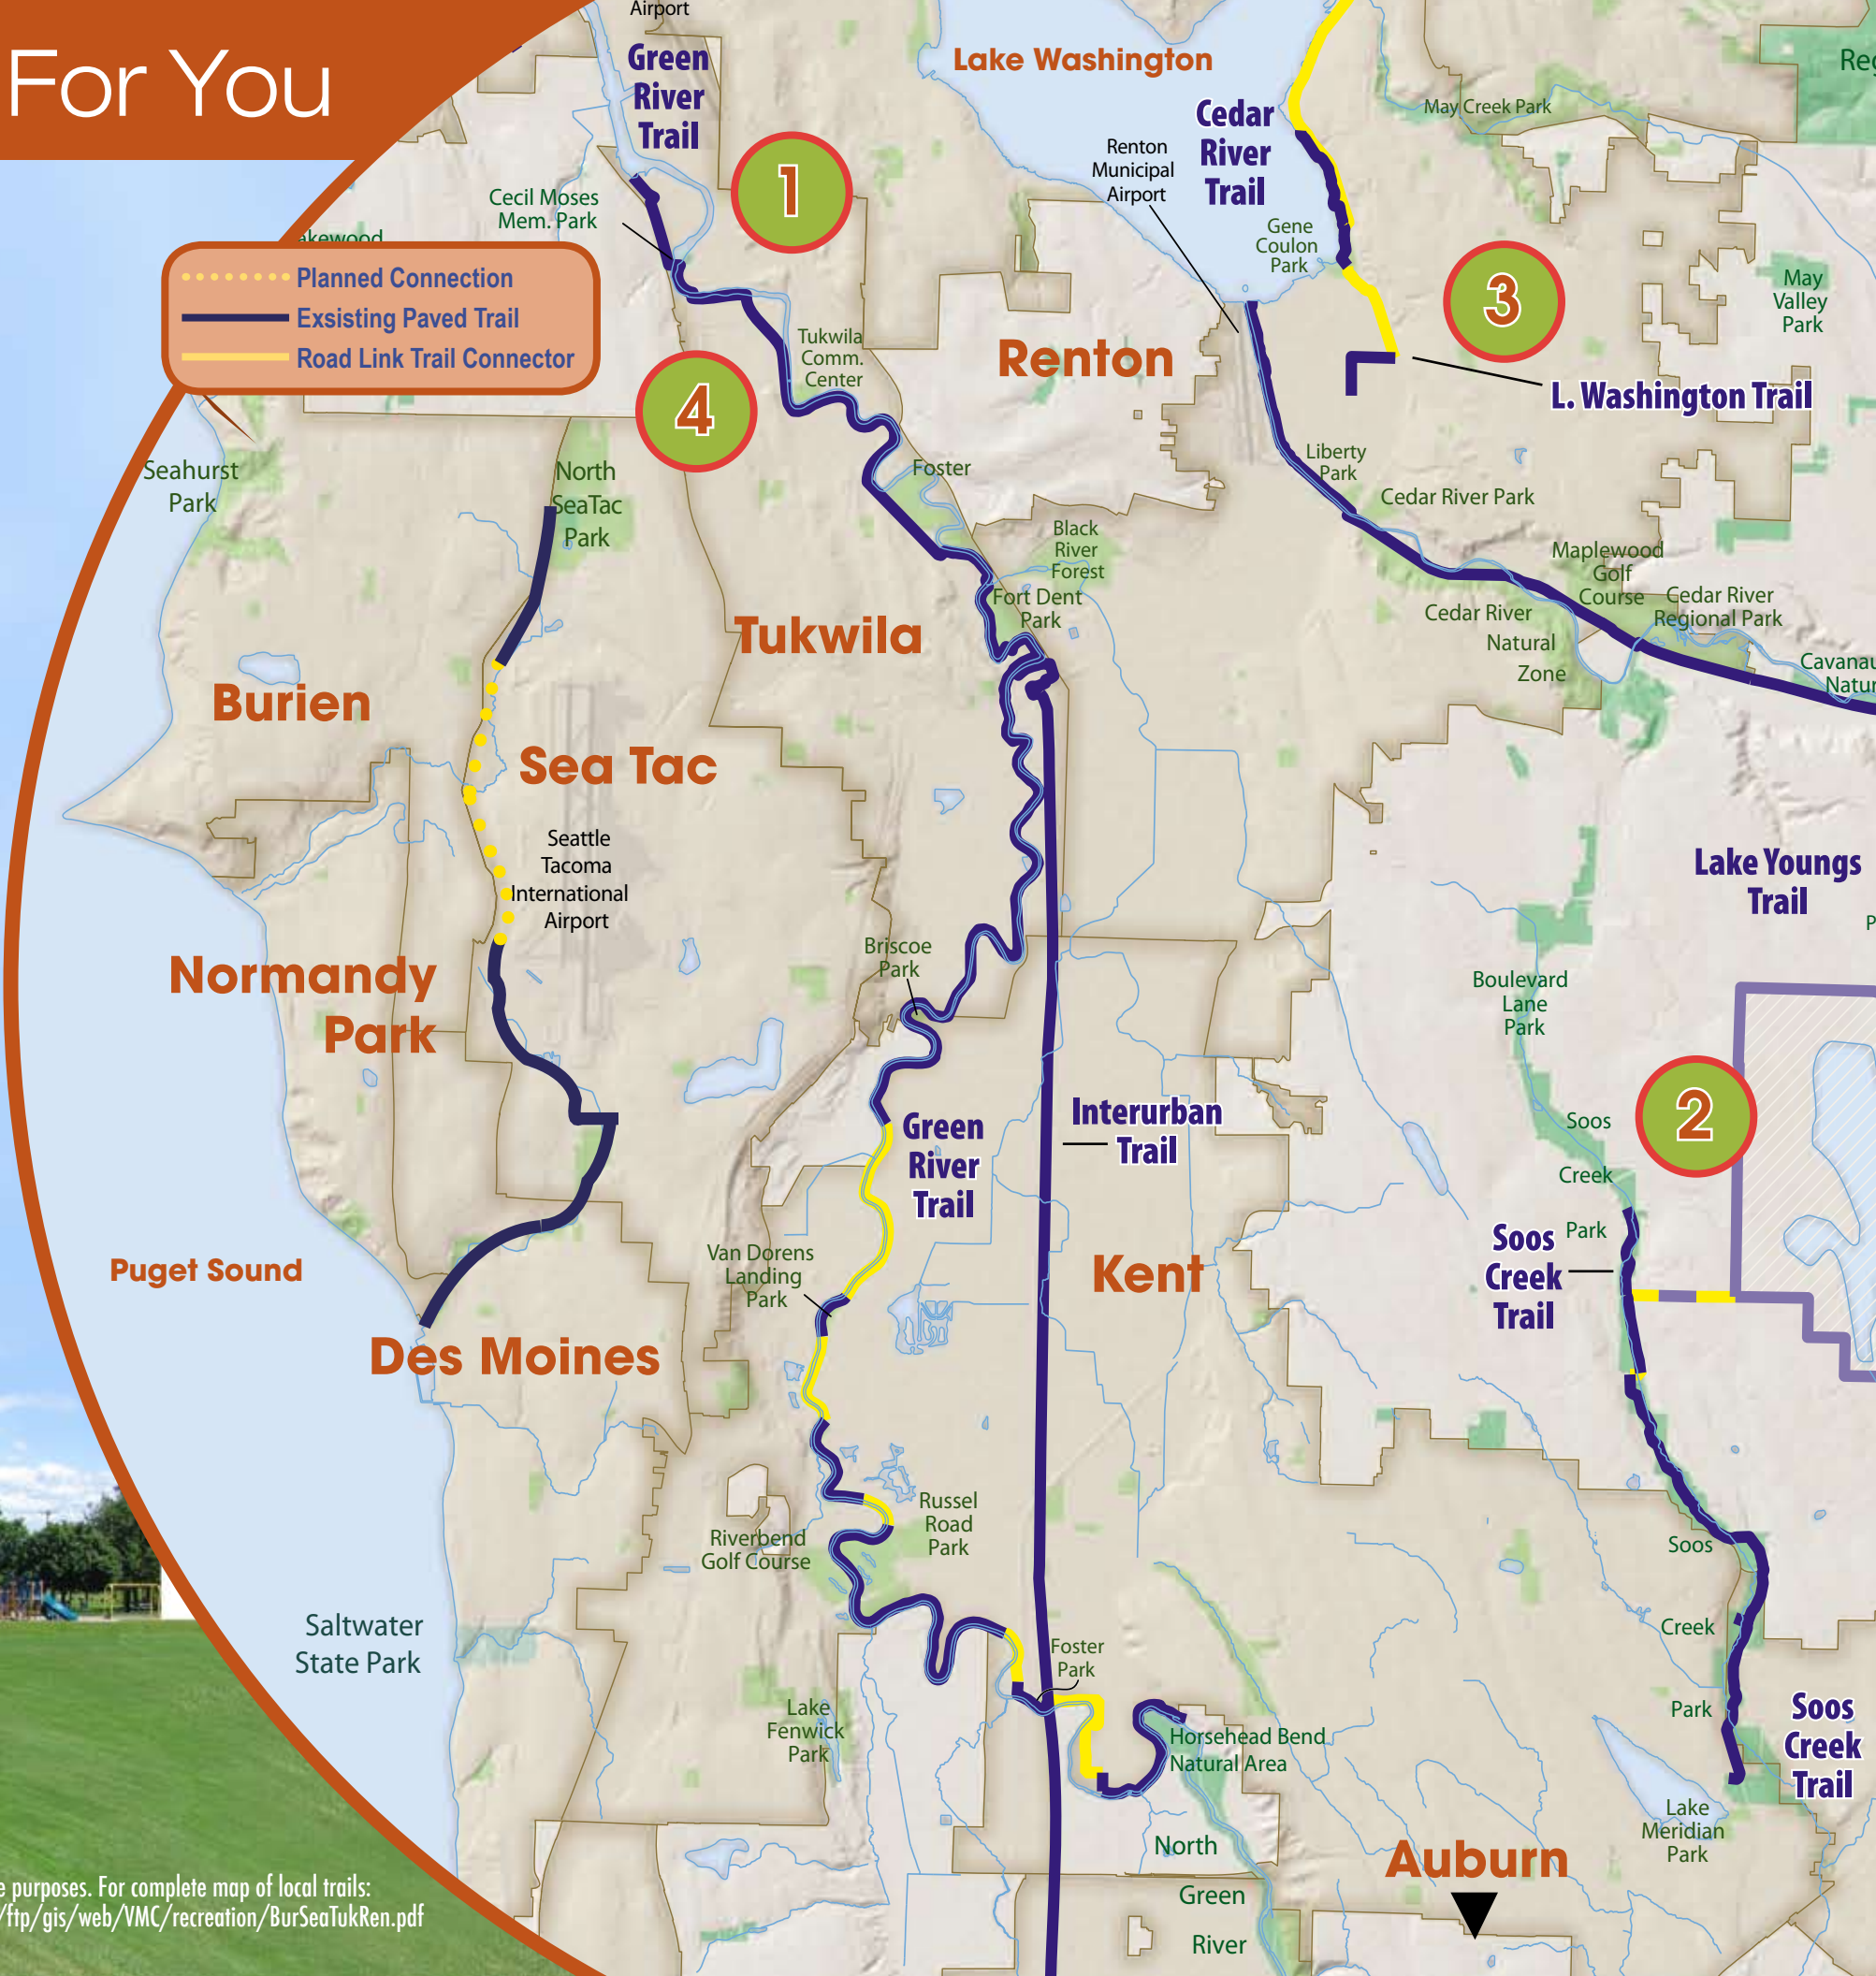 For You
Airport
Green
River
Trail
Lake Washington
Cedar
River
Trail
May Creek Park
Renton
Municipal
Airport
Cecil Moses
Mem. Park
1
Gene
Coulon
Park
3
May
Valley
Park
Planned Connection
Exsisting Paved Trail
Road Link Trail Connector
Tukwila
Comm.
Center
Renton
4
L. Washington Trail
Seahurst
Park
North
SeaTac
Park
Foster
Liberty
Park
Cedar River Park
Black
River
Forest
Fort Dent
Park
Maplewood
Golf
Course
Cedar River
Regional Park
Cedar River
Natural
Zone
Tukwila
Burien
Sea Tac
Seattle
Tacoma
International
Airport
Lake Youngs
Trail
Normandy
Park
Briscoe
Park
Boulevard
Lane
Park
2
Green
River
Trail
Interurban
Trail
Soos
Creek
Park
Soos
Creek
Trail
Puget Sound
Van Dorens
Landing
Park
Kent
Des Moines
Russel
Road
Park
Riverbend
Golf Course
Soos
Creek
Park
Saltwater
State Park
Foster
Park
Lake
Fenwick
Park
Horsehead Bend
Natural Area
Soos
Creek
Trail
Lake
Meridian
Park
North
Green
River
Auburn
e purposes. For complete map of local trails:
/ftp/gis/web/VMC/recreation/BurSeaTukRen.pdf